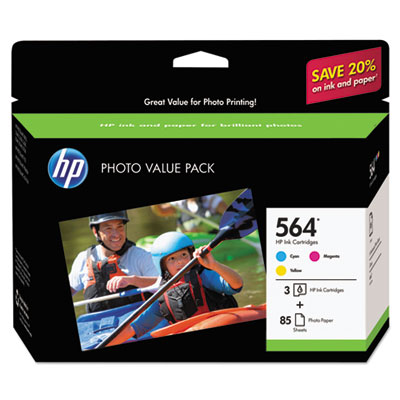 SAVE 20%
on ink and paper*
Great Value for Photo Printing!
HP ink and paper for brilliant photos
hp
PHOTO VALUE PACK
564*
HP Ink Cartridges
Cyan
Magenta
Yellow
3
HP Ink Cartridges
+
85
Photo Paper
Sheets